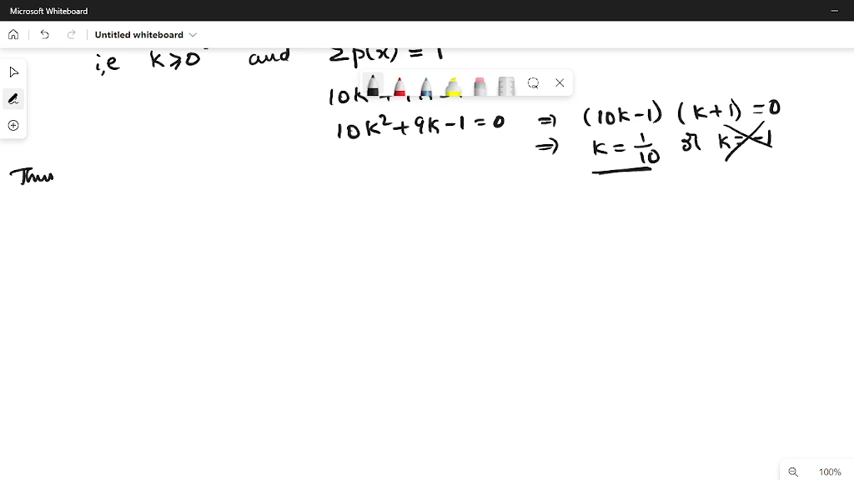 Microsoft Whiteboard
Untitled whiteboard
i,e k ≥ 0 and Σp(x) = 1
10k² + 9k - 1 = 0 ⇒ (10k-1) (k+1) = 0
⇒ k = 1/10 or k = -1
Thus
100%